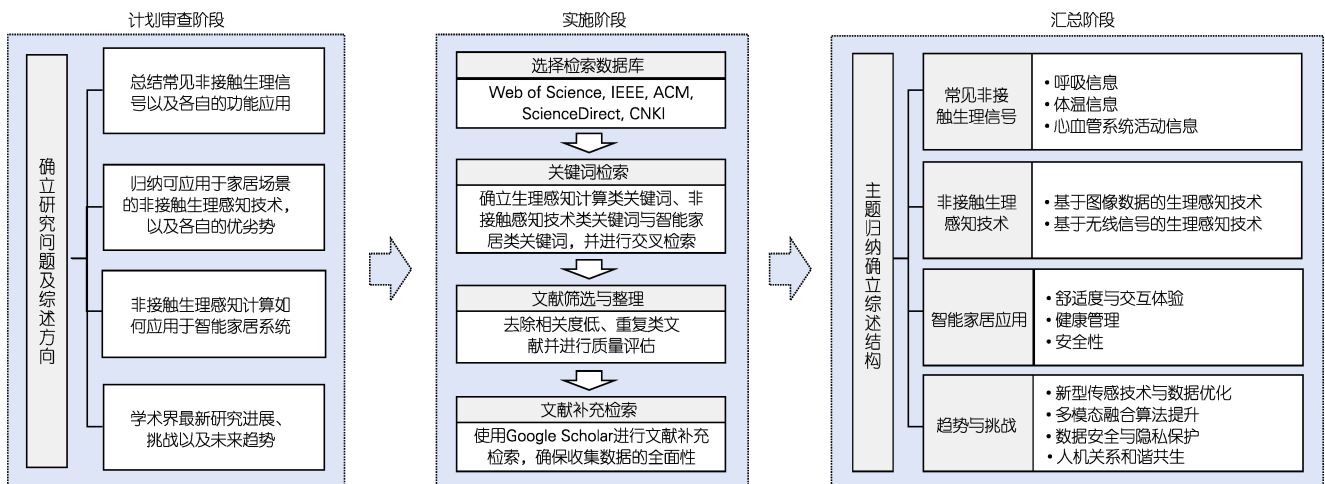 计划审查阶段
确立研究问题及综述方向
总结常见非接触生理信
号以及各自的功能应用
归纳可应用于家居场景
的非接触生理感知技术，
以及各自的优劣势
非接触生理感知计算如
何应用于智能家居系统
学术界最新研究进展、
挑战以及未来趋势
实施阶段
选择检索数据库
Web of Science, IEEE, ACM,
ScienceDirect, CNKI
关键词检索
确立生理感知计算类关键词、非
接触感知技术类关键词与智能家
居类关键词，并进行交叉检索
文献筛选与整理
去除相关度低、重复类文
献并进行质量评估
文献补充检索
使用Google Scholar进行文献补充
检索，确保收集数据的全面性
汇总阶段
主题归纳确立综述结构
常见非接
触生理信号
• 呼吸信息
• 体温信息
• 心血管系统活动信息
非接触生理
感知技术
• 基于图像数据的生理感知技术
• 基于无线信号的生理感知技术
智能家居应用
• 舒适度与交互体验
• 健康管理
• 安全性
趋势与挑战
• 新型传感技术与数据优化
• 多模态融合算法提升
• 数据安全与隐私保护
• 人机关系和谐共生